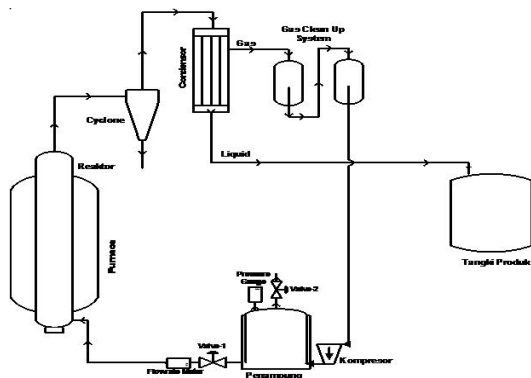 Gas Clean Up
System
Gas
Condensor
Cyclone
Liquid
Reaktor
Furnace
Tangki Produk
Pressure
Gauge
Valve-2
Valve-1
Kompresor
Flowrate Meter
Penampung